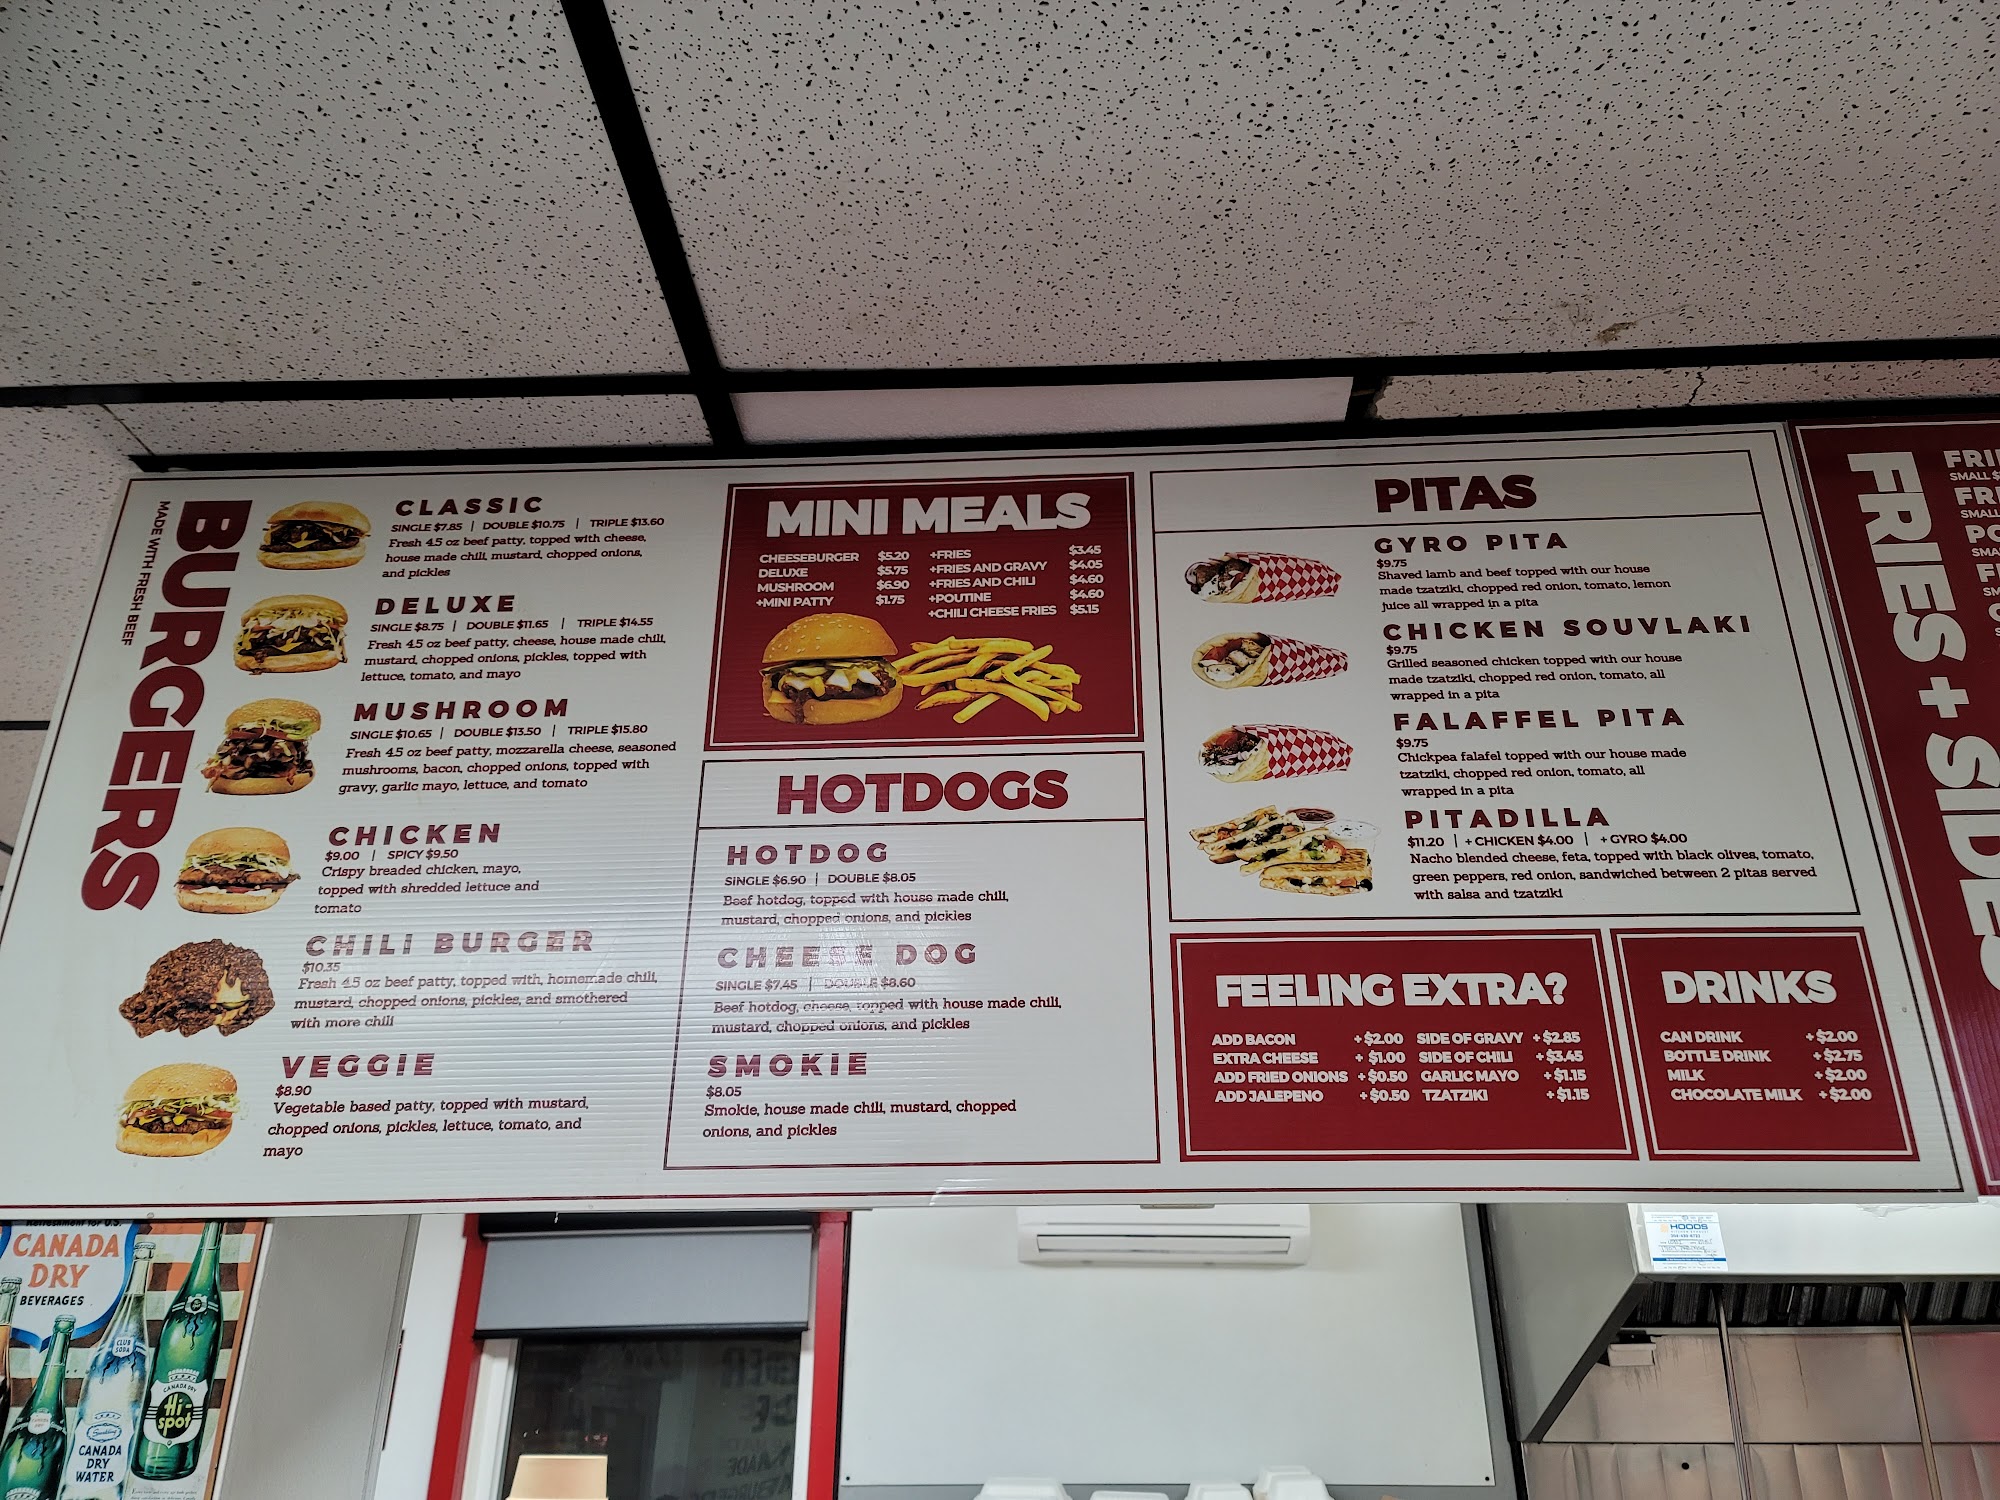 BURGERS
MADE WITH FRESH BEEF
CLASSIC
SINGLE $7.85 | DOUBLE $10.75 | TRIPLE $13.60
Fresh 4.5 oz beef patty, topped with cheese,
house made chili, mustard, chopped onions,
and pickles
DELUXE
SINGLE $8.75 | DOUBLE $11.65 | TRIPLE $14.55
Fresh 4.5 oz beef patty, cheese, house made chili,
mustard, chopped onions, pickles, topped with
lettuce, tomato, and mayo
MUSHROOM
SINGLE $10.65 | DOUBLE $13.50 | TRIPLE $15.80
Fresh 4.5 oz beef patty, mozzarella cheese, seasoned
mushrooms, bacon, chopped onions, topped with
gravy, garlic mayo, lettuce, and tomato
CHICKEN
$9.00 | SPICY $9.50
Crispy breaded chicken, mayo,
topped with shredded lettuce and
tomato
CHILI BURGER
$10.35
Fresh 4.5 oz beef patty, topped with, homemade chili,
mustard, chopped onions, pickles, and smothered
with more chili
VEGGIE
$8.90
Vegetable based patty, topped with mustard,
chopped onions, pickles, lettuce, tomato, and
mayo
MINI MEALS
CHEESEBURGER $5.20 +FRIES $3.45
DELUXE $5.75 +FRIES AND GRAVY $4.05
MUSHROOM $6.90 +FRIES AND CHILI $4.60
+MINI PATTY $1.75 +POUTINE $4.60
+CHILI CHEESE FRIES $5.15
HOTDOGS
HOTDOG
SINGLE $6.90 | DOUBLE $8.05
Beef hotdog, topped with house made chili,
mustard, chopped onions, and pickles
CHEESE DOG
SINGLE $7.45 | DOUBLE $8.60
Beef hotdog, cheese, topped with house made chili,
mustard, chopped onions, and pickles
SMOKIE
$8.05
Smokie, house made chili, mustard, chopped
onions, and pickles
PITAS
GYRO PITA
$9.75
Shaved lamb and beef topped with our house
made tzatziki, chopped red onion, tomato, lemon
juice all wrapped in a pita
CHICKEN SOUVLAKI
$9.75
Grilled seasoned chicken topped with our house
made tzatziki, chopped red onion, tomato, all
wrapped in a pita
FALAFFEL PITA
$9.75
Chickpea falafel topped with our house made
tzatziki, chopped red onion, tomato, all
wrapped in a pita
PITADILLA
$11.20 | + CHICKEN $4.00 | + GYRO $4.00
Nacho blended cheese, feta, topped with black olives, tomato,
green peppers, red onion, sandwiched between 2 pitas served
with salsa and tzatziki
FEELING EXTRA?
ADD BACON + $2.00 SIDE OF GRAVY + $2.85
EXTRA CHEESE + $1.00 SIDE OF CHILI + $3.45
ADD FRIED ONIONS + $0.50 GARLIC MAYO + $1.15
ADD JALEPENO + $0.50 TZATZIKI + $1.15
DRINKS
CAN DRINK + $2.00
BOTTLE DRINK + $2.75
MILK + $2.00
CHOCOLATE MILK + $2.00
FRIES + SIDES
FRI
SMALL $
FR
SMALL
PO
SMA
F
SM
Refreshment for U.S.
CANADA
DRY
BEVERAGES
CLUB
SODA
CANADA DRY
Hi-
spot
Sparkling
CANADA
DRY
WATER
HOODS